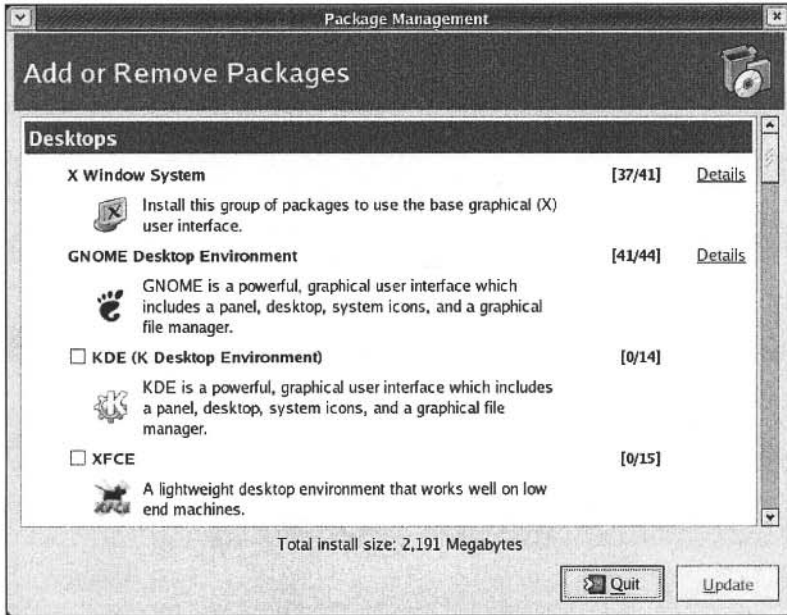 Package Management
Add or Remove Packages
Desktops
X Window System [37/41] Details
Install this group of packages to use the base graphical (X)
user interface.
GNOME Desktop Environment [41/44] Details
GNOME is a powerful, graphical user interface which
includes a panel, desktop, system icons, and a graphical
file manager.
KDE (K Desktop Environment) [0/14]
KDE is a powerful, graphical user interface which includes
a panel, desktop, system icons, and a graphical file
manager.
XFCE [0/15]
A lightweight desktop environment that works well on low
end machines.
Total install size: 2,191 Megabytes
Quit Update